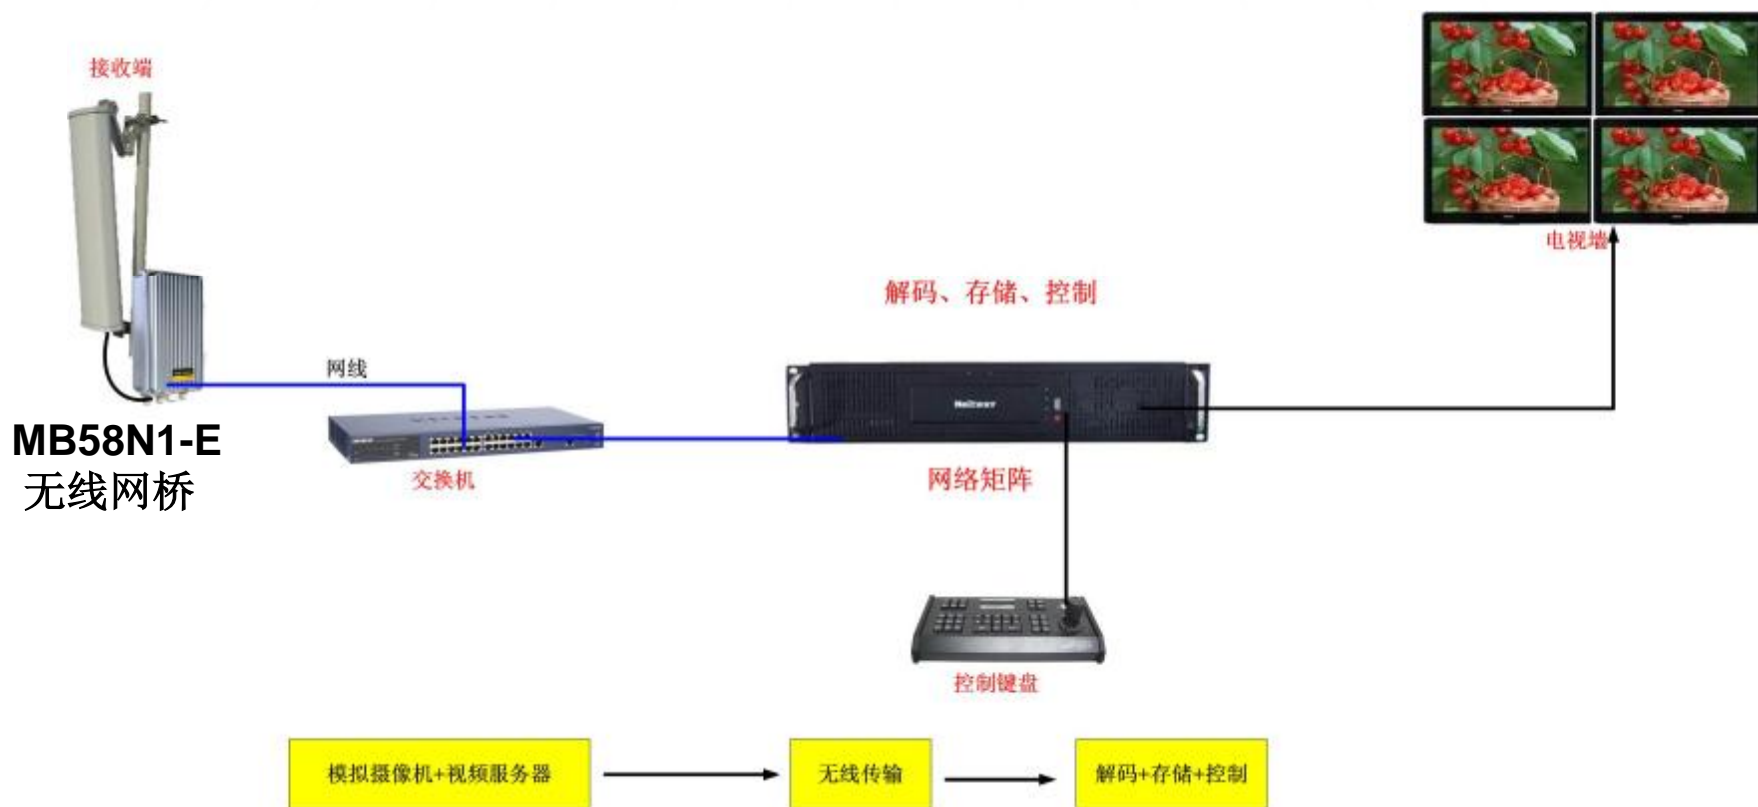 接收端
电视墙
解码、存储、控制
网线
MB58N1-E
无线网桥
交换机
网络矩阵
控制键盘
模拟摄像机+视频服务器
无线传输
解码+存储+控制